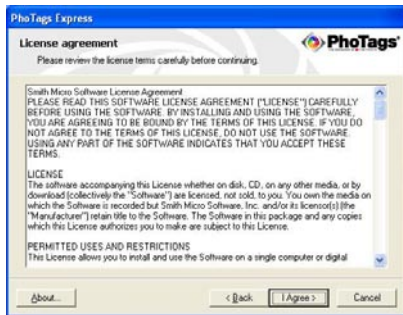 PhoTags Express
License agreement
Please review the license terms carefully before continuing.
PhoTags
Smith Micro Software License Agreement
PLEASE READ THIS SOFTWARE LICENSE AGREEMENT ("LICENSE") CAREFULLY
BEFORE USING THE SOFTWARE. BY INSTALLING AND USING THE SOFTWARE,
YOU ARE AGREEING TO BE BOUND BY THE TERMS OF THIS LICENSE. IF YOU DO
NOT AGREE TO THE TERMS OF THIS LICENSE, DO NOT USE THE SOFTWARE.
USING ANY PART OF THE SOFTWARE INDICATES THAT YOU ACCEPT THESE
TERMS.
LICENSE
The software accompanying this License whether on disk, CD, on any other media, or by
download (collectively the "Software") are licensed, not sold, to you. You own the media on
which the Software is recorded but Smith Micro Software, Inc. and/or its licensor(s) (the
"Manufacturer") retain title to the Software. The Software in this package and any copies
which this License authorizes you to make are subject to this License.
PERMITTED USES AND RESTRICTIONS
This License allows you to install and use the Software on a single computer or digital
About...
< Back
I Agree >
Cancel